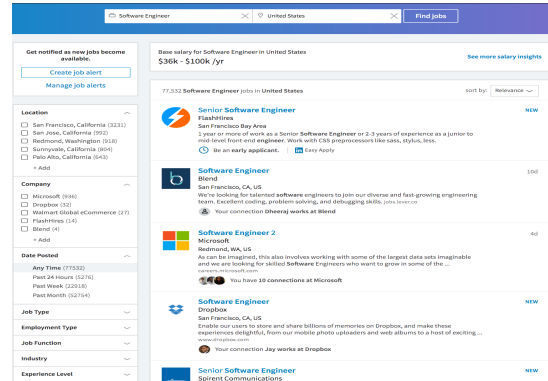 Software Engineer
United States
Find jobs
Get notified as new jobs become
available.
Create job alert
Manage job alerts
Location
San Francisco, California (3231)
San Jose, California (992)
Redmond, Washington (918)
Sunnyvale, California (804)
Palo Alto, California (643)
+ Add
Company
Microsoft (936)
Dropbox (32)
Walmart Global eCommerce (27)
FlashHires (14)
Blend (4)
+ Add
Date Posted
Any Time (77532)
Past 24 Hours (5276)
Past Week (22918)
Past Month (52754)
Job Type
Employment Type
Job Function
Industry
Experience Level
Base salary for Software Engineer in United States
$36k - $100k /yr
See more salary insights
77,532 Software Engineer jobs in United States
sort by: Relevance
Senior Software Engineer
NEW
FlashHires
San Francisco Bay Area
1 year or more of work as a Senior Software Engineer or 2-3 years of experience as a junior to
mid-level front-end engineer. Work with CSS preprocessors like sass, stylus, less.
Be an early applicant.
in Easy Apply
b
Software Engineer
10d
Blend
San Francisco, CA, US
We're looking for talented software engineers to join our diverse and fast-growing engineering
team. Excellent coding, problem solving, and debugging skills. jobs.lever.co
Your connection Dheeraj works at Blend
Software Engineer 2
4d
Microsoft
Redmond, WA, US
As can be imagined, this also involves working with some of the largest data sets imaginable
and we are looking for skilled Software Engineers who want to grow in some of the ...
careers.microsoft.com
You have 10 connections at Microsoft
Software Engineer
NEW
Dropbox
San Francisco, CA, US
Enable our users to store and share billions of memories on Dropbox, and make these
experiences delightful, from our mobile photo uploaders and web albums to a host of exciting ...
www.dropbox.com
Your connection Jay works at Dropbox
Senior Software Engineer
NEW
Spirent Communications